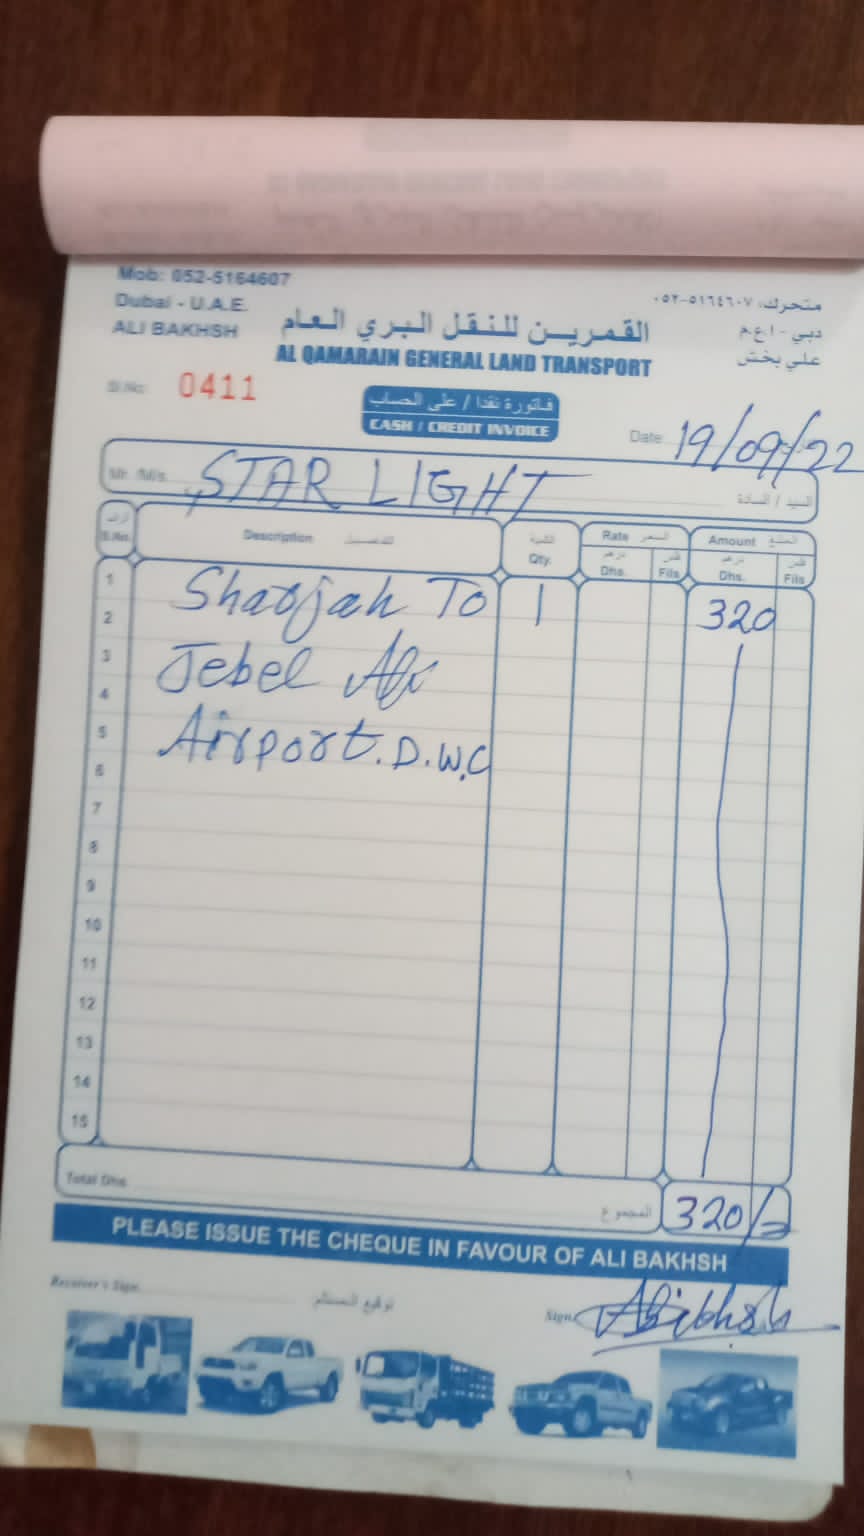 Mob: 052-5164607
Dubai - U.A.E.
ALI BAKHSH
متحرك: ٥١٦٤٦٠٧-٠٥٢
دبي - ا.ع.م
علي بخش
القمرين للنقل البري العام
AL QAMARAIN GENERAL LAND TRANSPORT
Sl.No. 0411
فاتورة نقدا / على الحساب
CASH / CREDIT INVOICE
Date 19/09/22
Mr. /M/s. STAR LIGHT السيد / السادة
S.No. Description التفاصيل الكمية Qty. Rate السعر Amount المبلغ
درهم Dhs. فلس Fils درهم Dhs. فلس Fils
1 Sharjah To 1 320
2
3 Jebel Ali
4
5 Airport. D.W.C
6
7
8
9
10
11
12
13
14
15
Total Dhs. المجموع 320/-
PLEASE ISSUE THE CHEQUE IN FAVOUR OF ALI BAKHSH
Receiver's Sign توقيع المستلم Sign. Alibkhsh